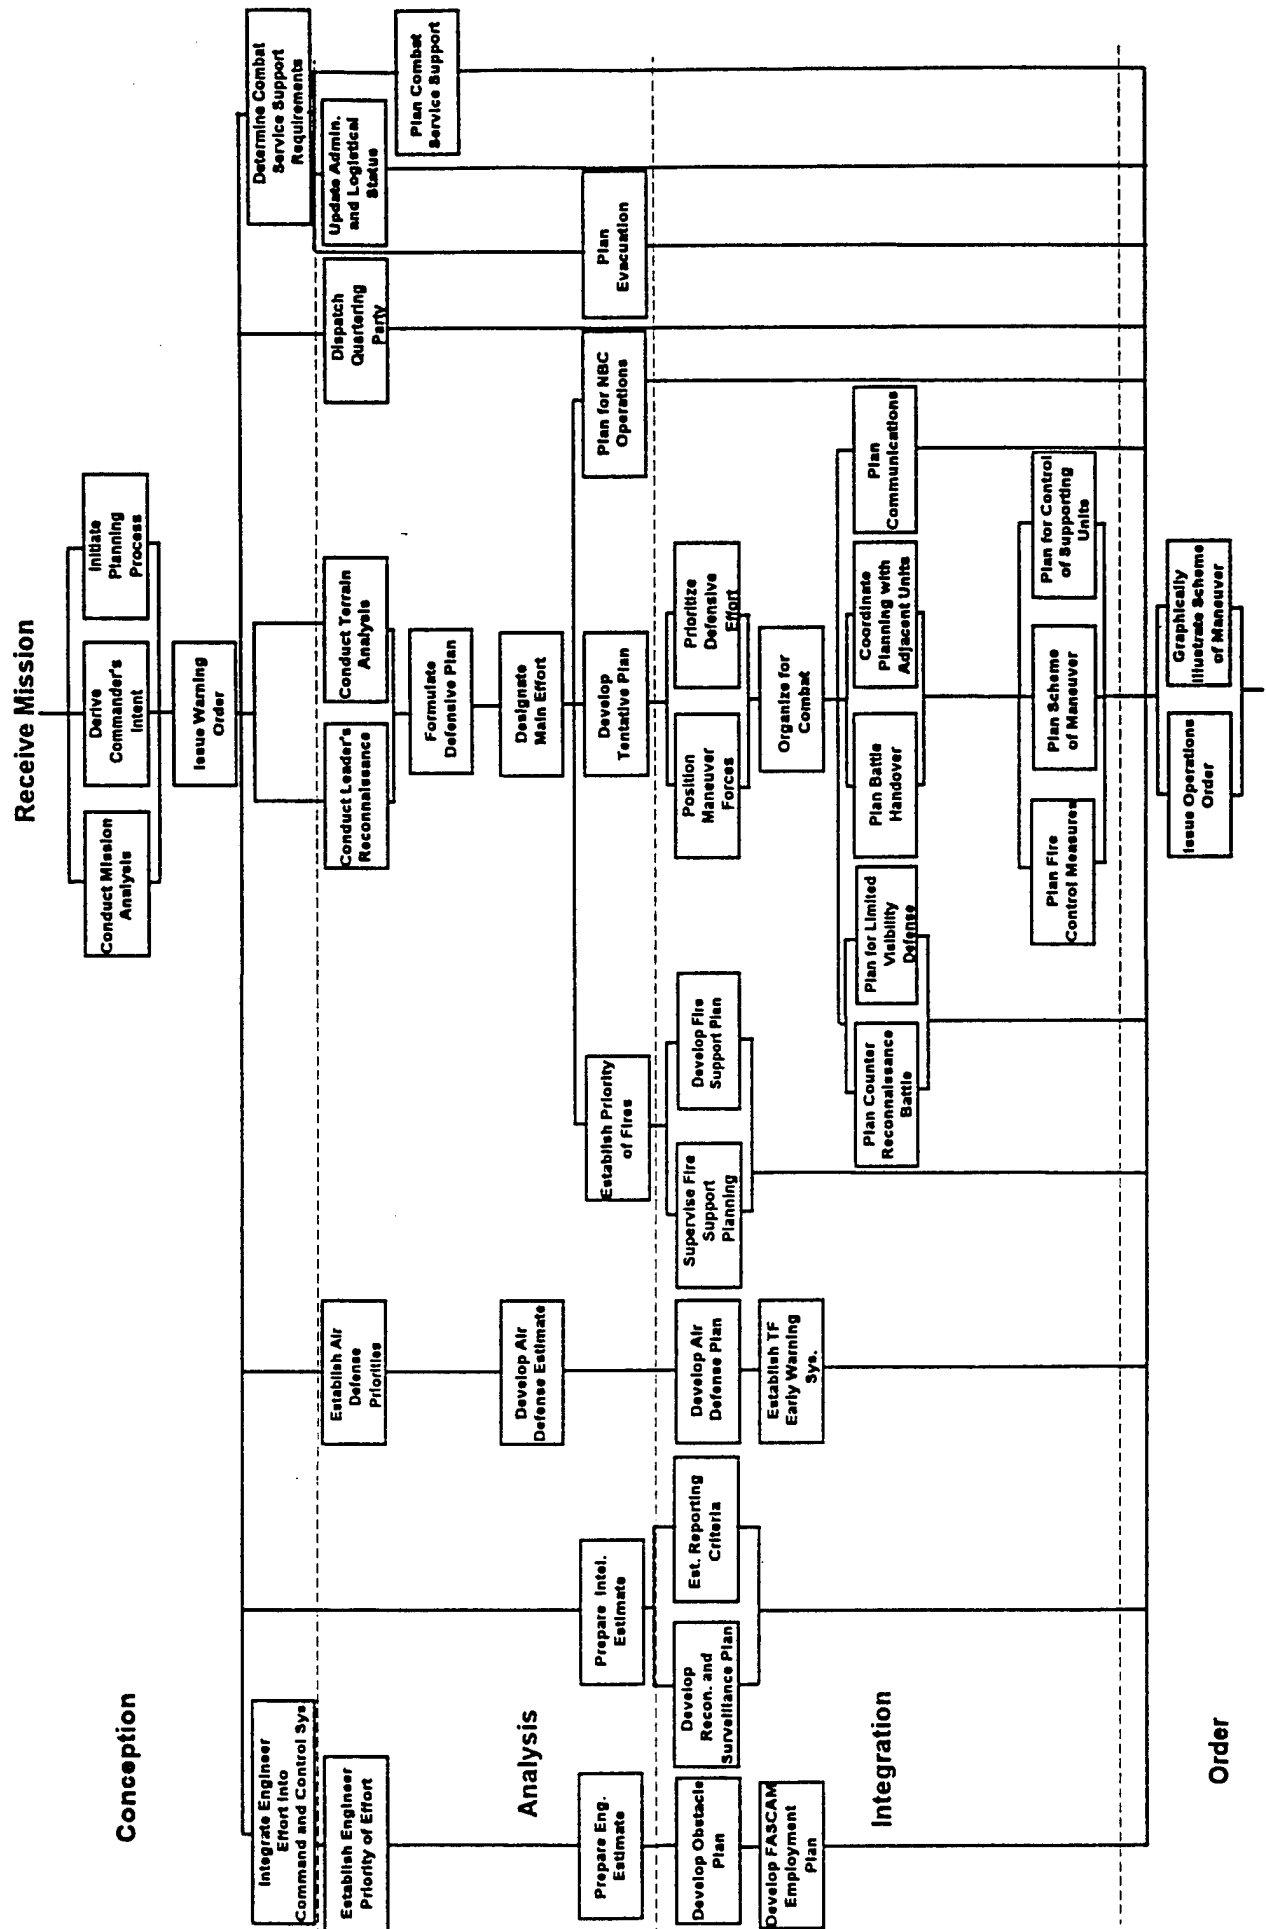 Receive Mission
Conception
Conduct Mission
Analysis
Derive
Commander's
Intent
Initiate
Planning
Process
Issue Warning
Order
Integrate Engineer
Effort Into
Command and Control Sys
Determine Combat
Service Support
Requirements
Analysis
Establish Engineer
Priority of Effort
Establish Air
Defense
Priorities
Conduct Leader's
Reconnaissance
Conduct Terrain
Analysis
Dispatch
Quartering
Party
Update Admin.
and Logistical
Status
Formulate
Defensive Plan
Plan Combat
Service Support
Develop Air
Defense Estimate
Designate
Main Effort
Prepare Eng.
Estimate
Prepare Intel.
Estimate
Establish Priority
of Fires
Develop
Tentative Plan
Plan for NBC
Operations
Plan
Evacuation
Integration
Develop Obstacle
Plan
Develop
Recon. and
Surveillance Plan
Est. Reporting
Criteria
Develop Air
Defense Plan
Supervise Fire
Support
Planning
Develop Fire
Support Plan
Position
Maneuver
Forces
Prioritize
Defensive
Effort
Develop FASCAM
Employment
Plan
Establish TF
Early Warning
Sys.
Organize for
Combat
Plan Counter
Reconnaissance
Battle
Plan for Limited
Visibility
Defense
Plan Battle
Handover
Coordinate
Planning with
Adjacent Units
Plan
Communications
Plan Fire
Control Measures
Plan Scheme
of Maneuver
Plan for Control
of Supporting
Units
Order
Issue Operations
Order
Graphically
Illustrate Scheme
of Maneuver